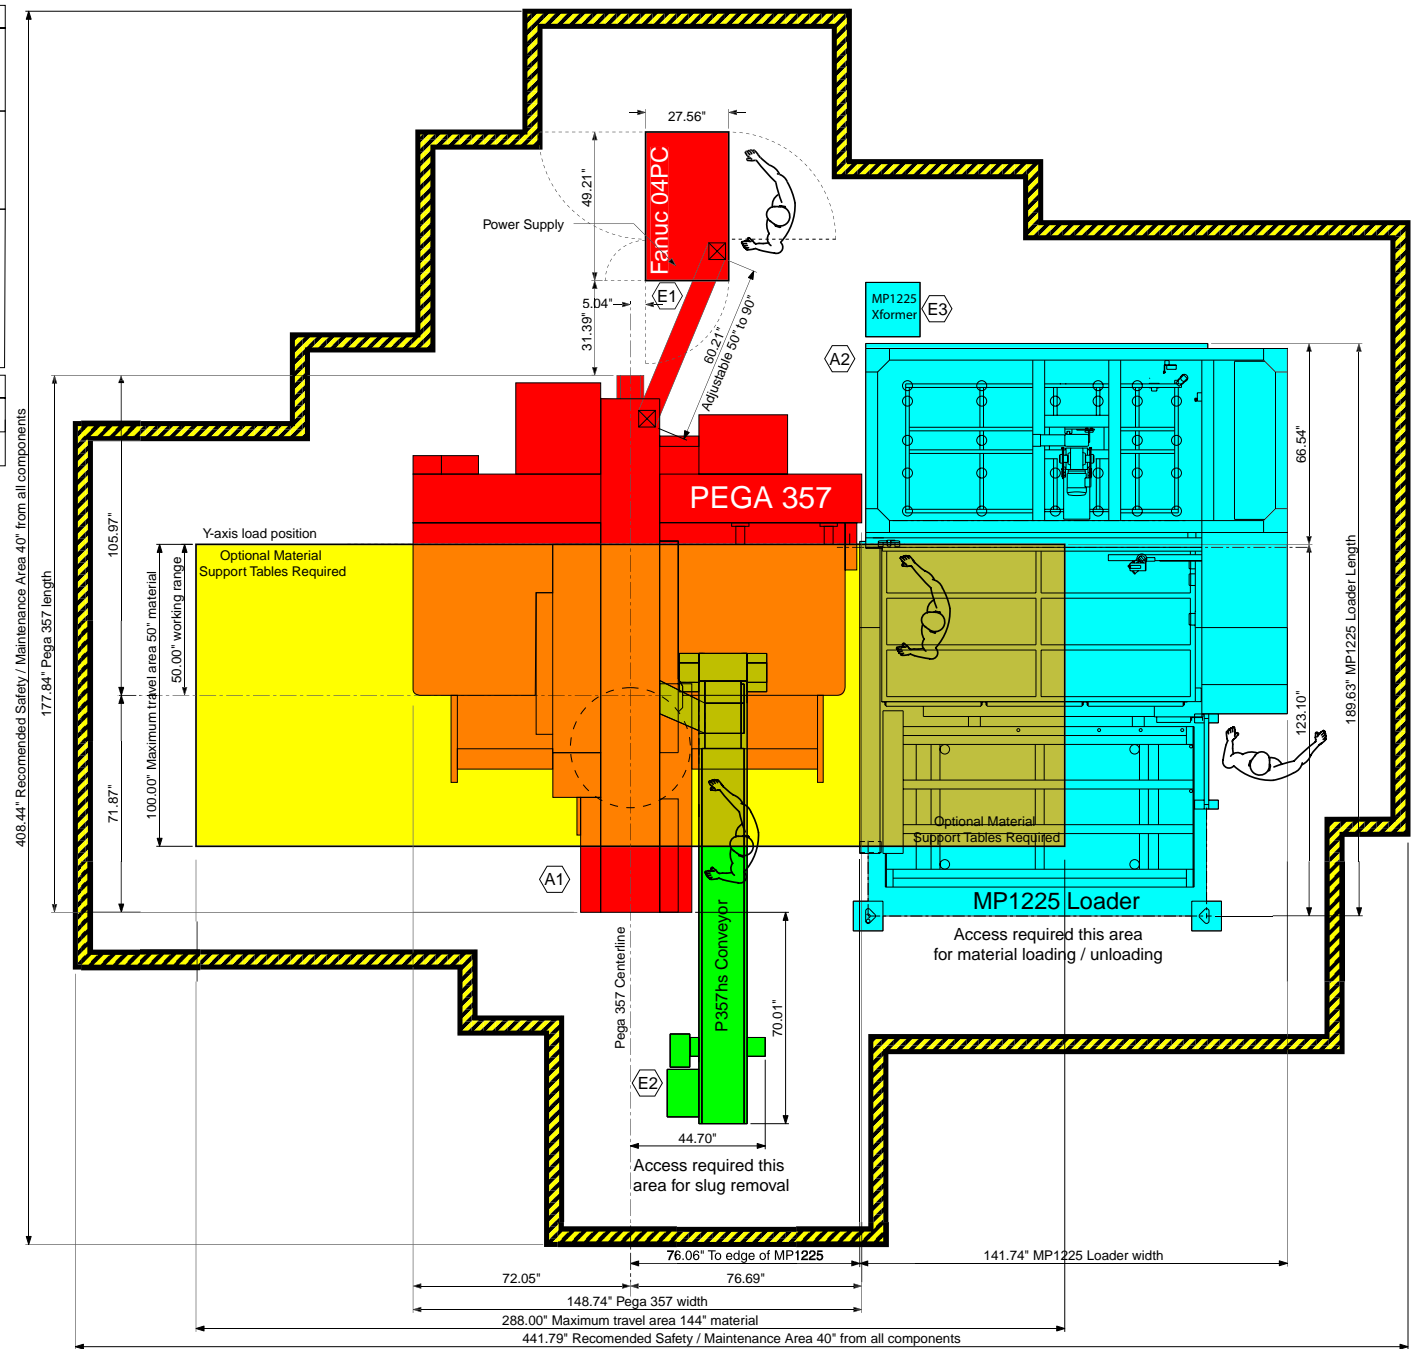 27.56"
Fanuc 04PC
49.21"
Power Supply
E1
5.04"
31.39"
60.21"
Adjustable 50" to 90"
MP1225
Xformer
E3
A2
PEGA 357
66.54"
Y-axis load position
Optional Material
Support Tables Required
408.44" Recomended Safety / Maintenance Area 40" from all components
177.84" Pega 357 length
105.97"
100.00" Maximum travel area 50" material
50.00" working range
71.87"
123.10"
189.63" MP1225 Loader Length
Optional Material
Support Tables Required
A1
MP1225 Loader
Access required this area
for material loading / unloading
Pega 357 Centerline
P357hs Conveyor
70.01"
E2
44.70"
Access required this
area for slug removal
76.06" To edge of MP1225
141.74" MP1225 Loader width
72.05"
76.69"
148.74" Pega 357 width
288.00" Maximum travel area 144" material
441.79" Recomended Safety / Maintenance Area 40" from all components